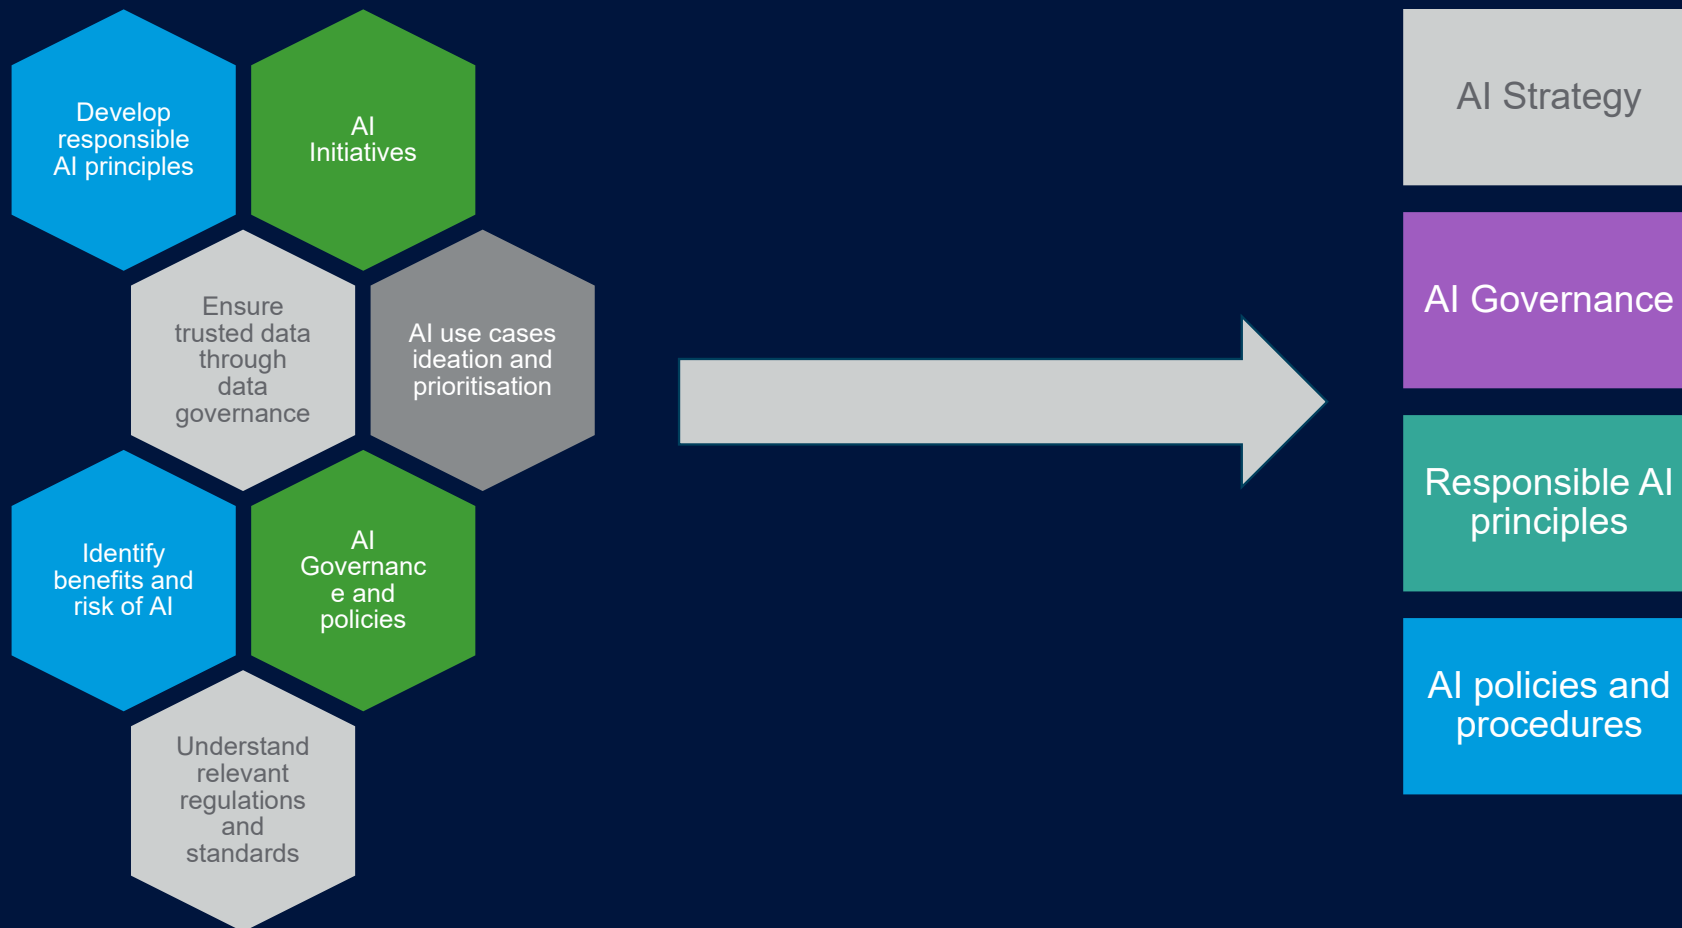 Develop
responsible
AI principles
AI
Initiatives
Ensure
trusted data
through
data
governance
AI use cases
ideation and
prioritisation
Identify
benefits and
risk of AI
AI
Governanc
e and
policies
Understand
relevant
regulations
and
standards
AI Strategy
AI Governance
Responsible AI
principles
AI policies and
procedures